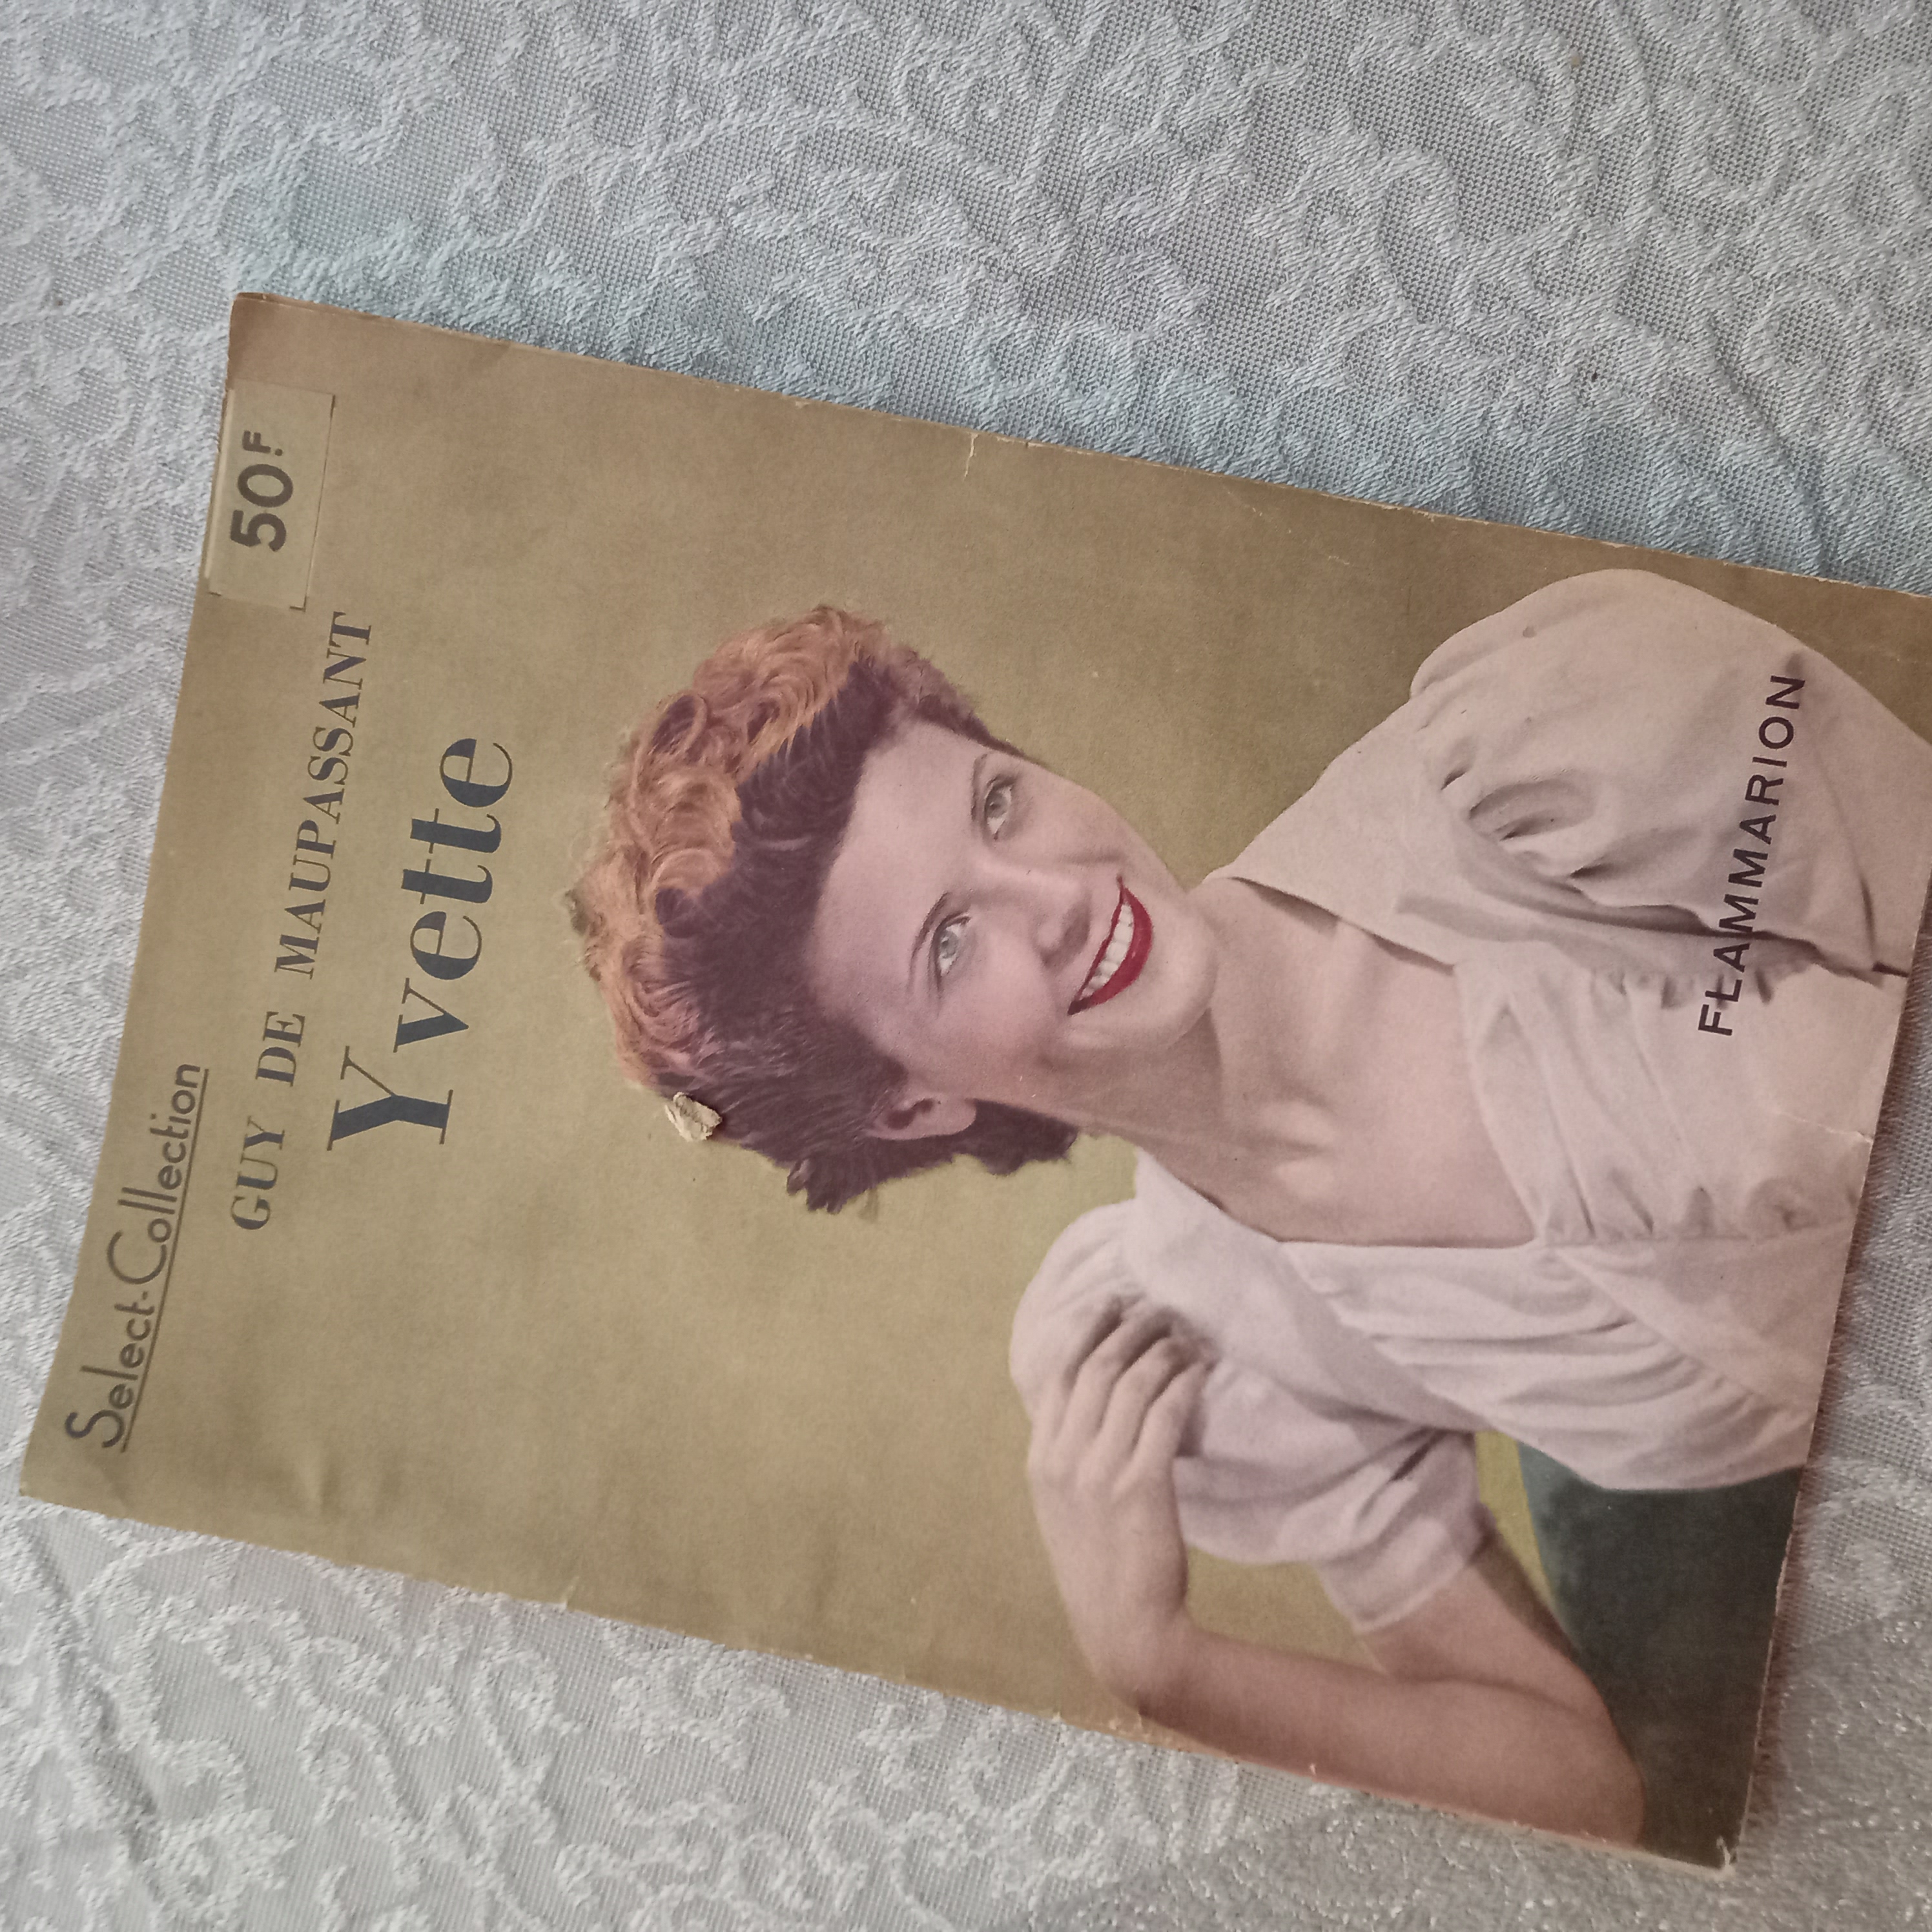 Select-Collection
50F
GUY DE MAUPASSANT
Yvette
FLAMMARION